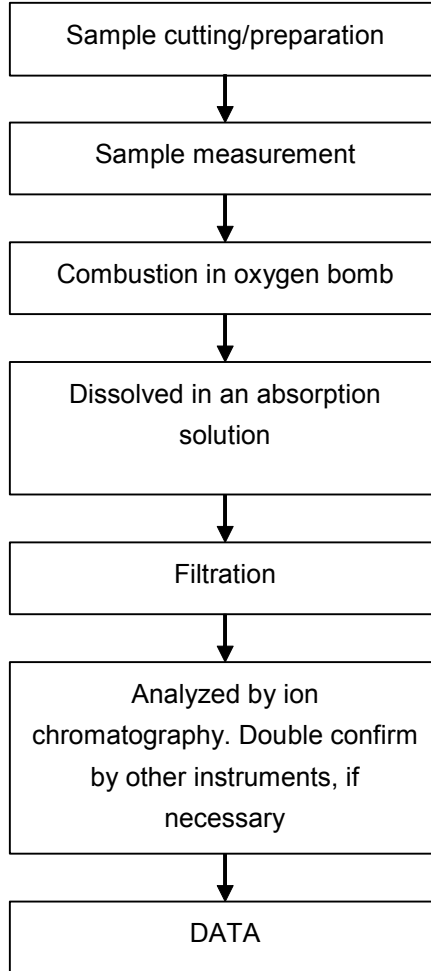 Sample cutting/preparation
Sample measurement
Combustion in oxygen bomb
Dissolved in an absorption
solution
Filtration
Analyzed by ion
chromatography. Double confirm
by other instruments, if
necessary
DATA